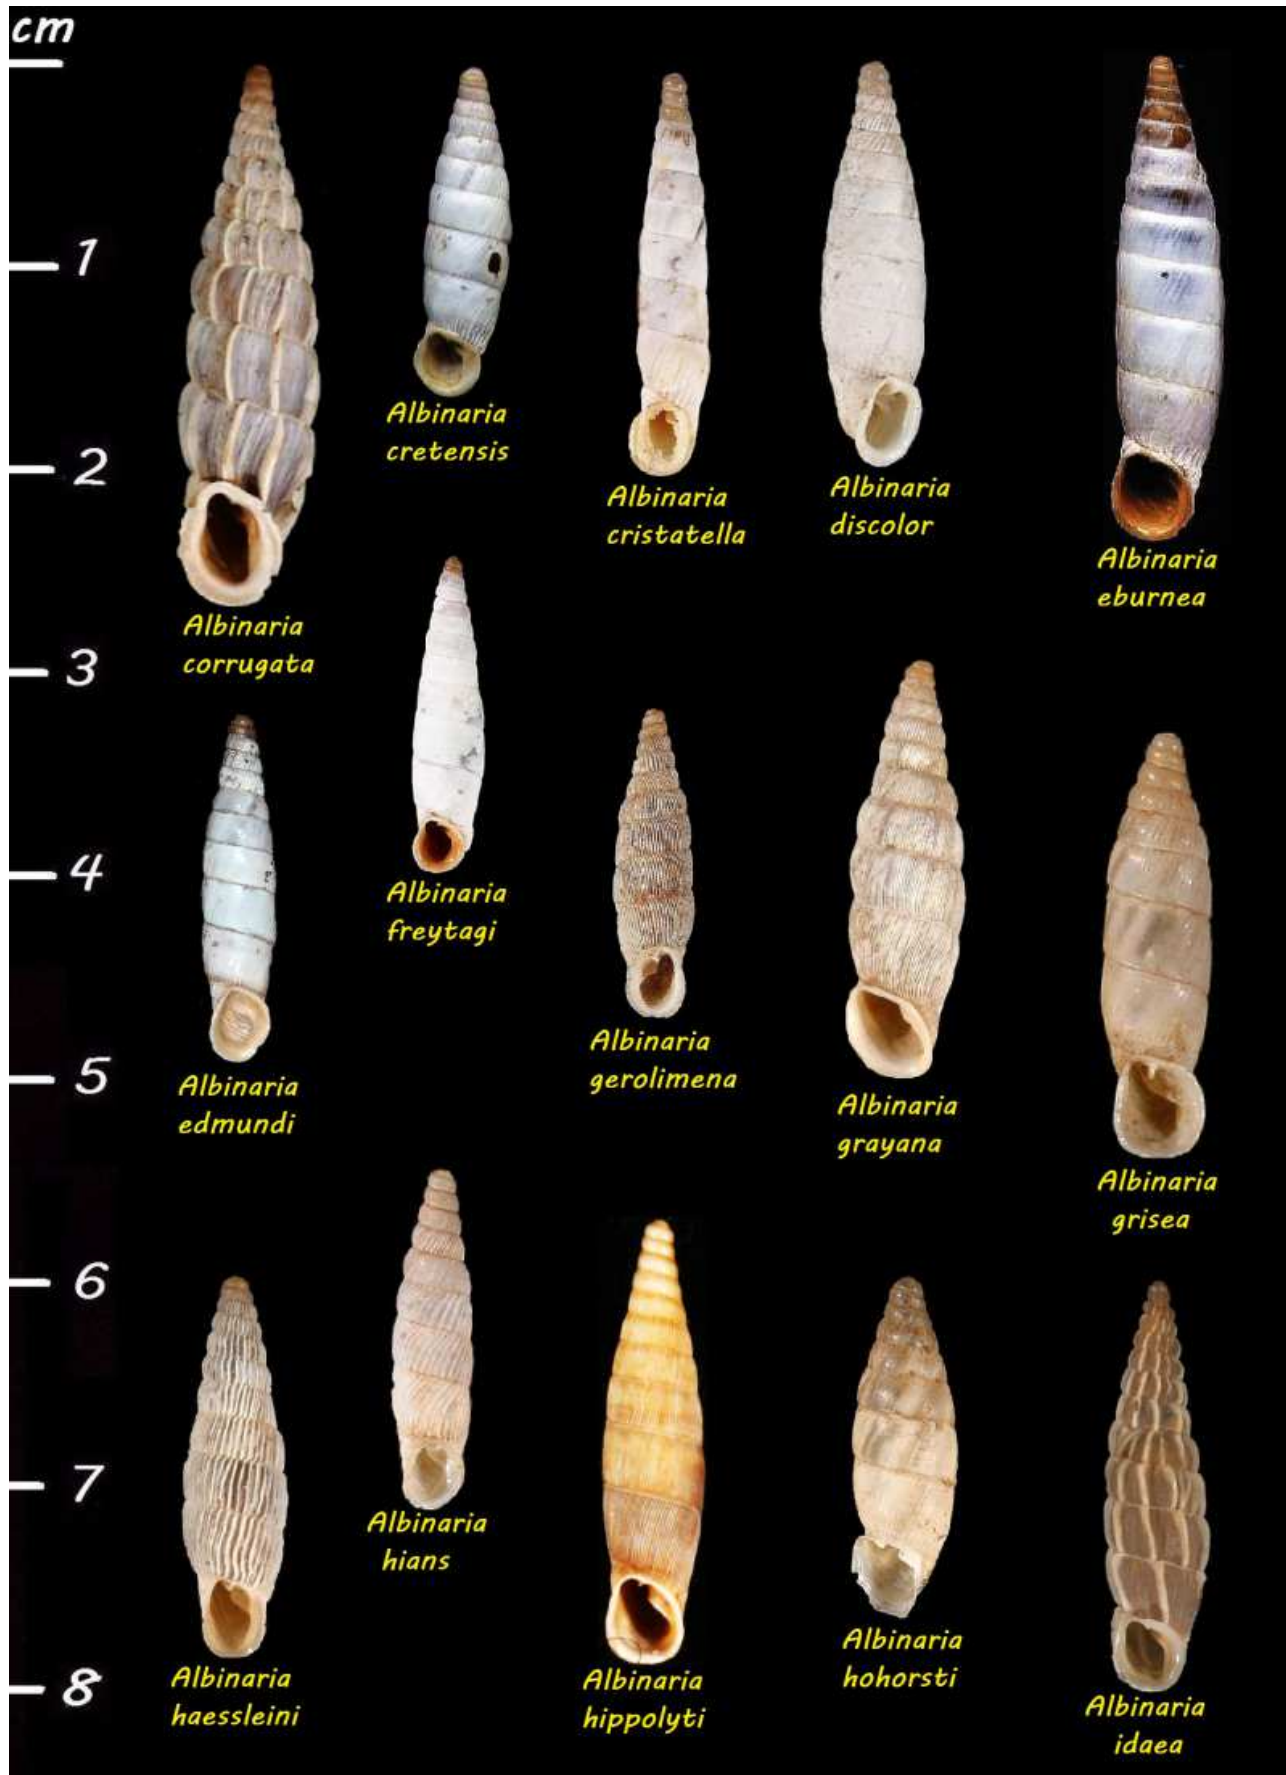 cm
1
2
3
4
5
6
7
8
Albinaria
corrugata
Albinaria
cretensis
Albinaria
cristatella
Albinaria
discolor
Albinaria
eburnea
Albinaria
edmundi
Albinaria
freytagi
Albinaria
gerolimena
Albinaria
grayana
Albinaria
grisea
Albinaria
haessleini
Albinaria
hians
Albinaria
hippolyti
Albinaria
hohorsti
Albinaria
idaea